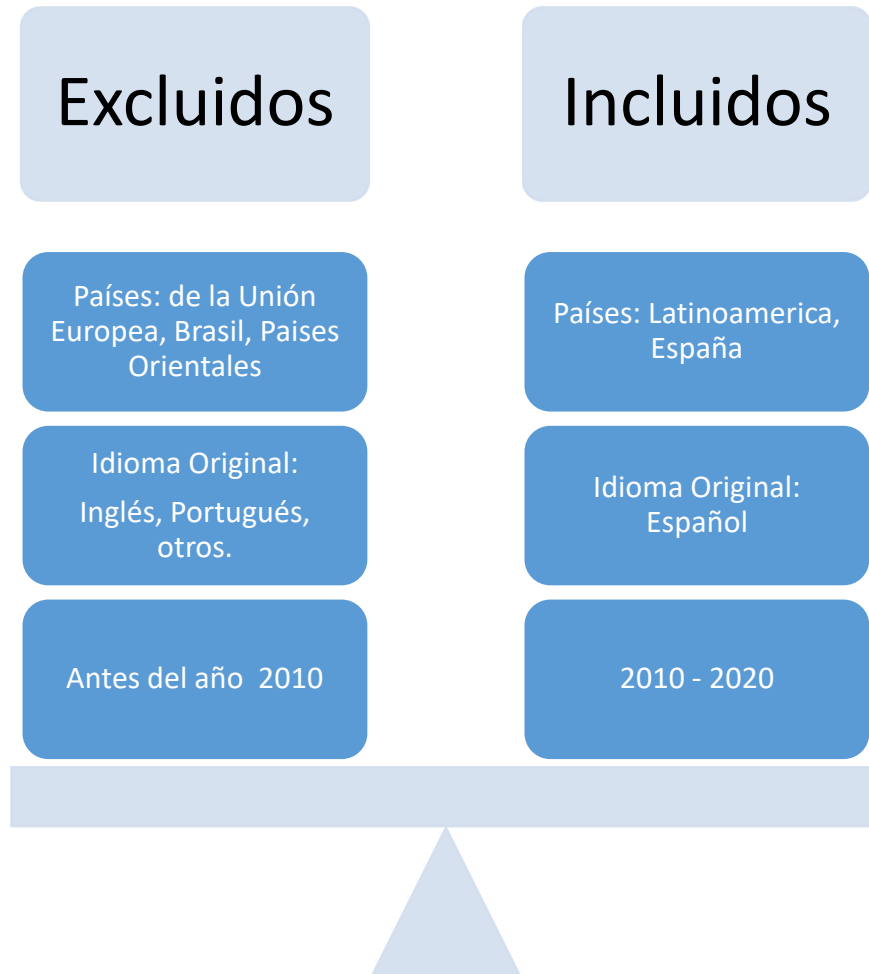 Excluidos
Países: de la Unión
Europea, Brasil, Paises
Orientales
Idioma Original:
Inglés, Portugués,
otros.
Antes del año 2010
Incluidos
Países: Latinoamerica,
España
Idioma Original:
Español
2010 - 2020